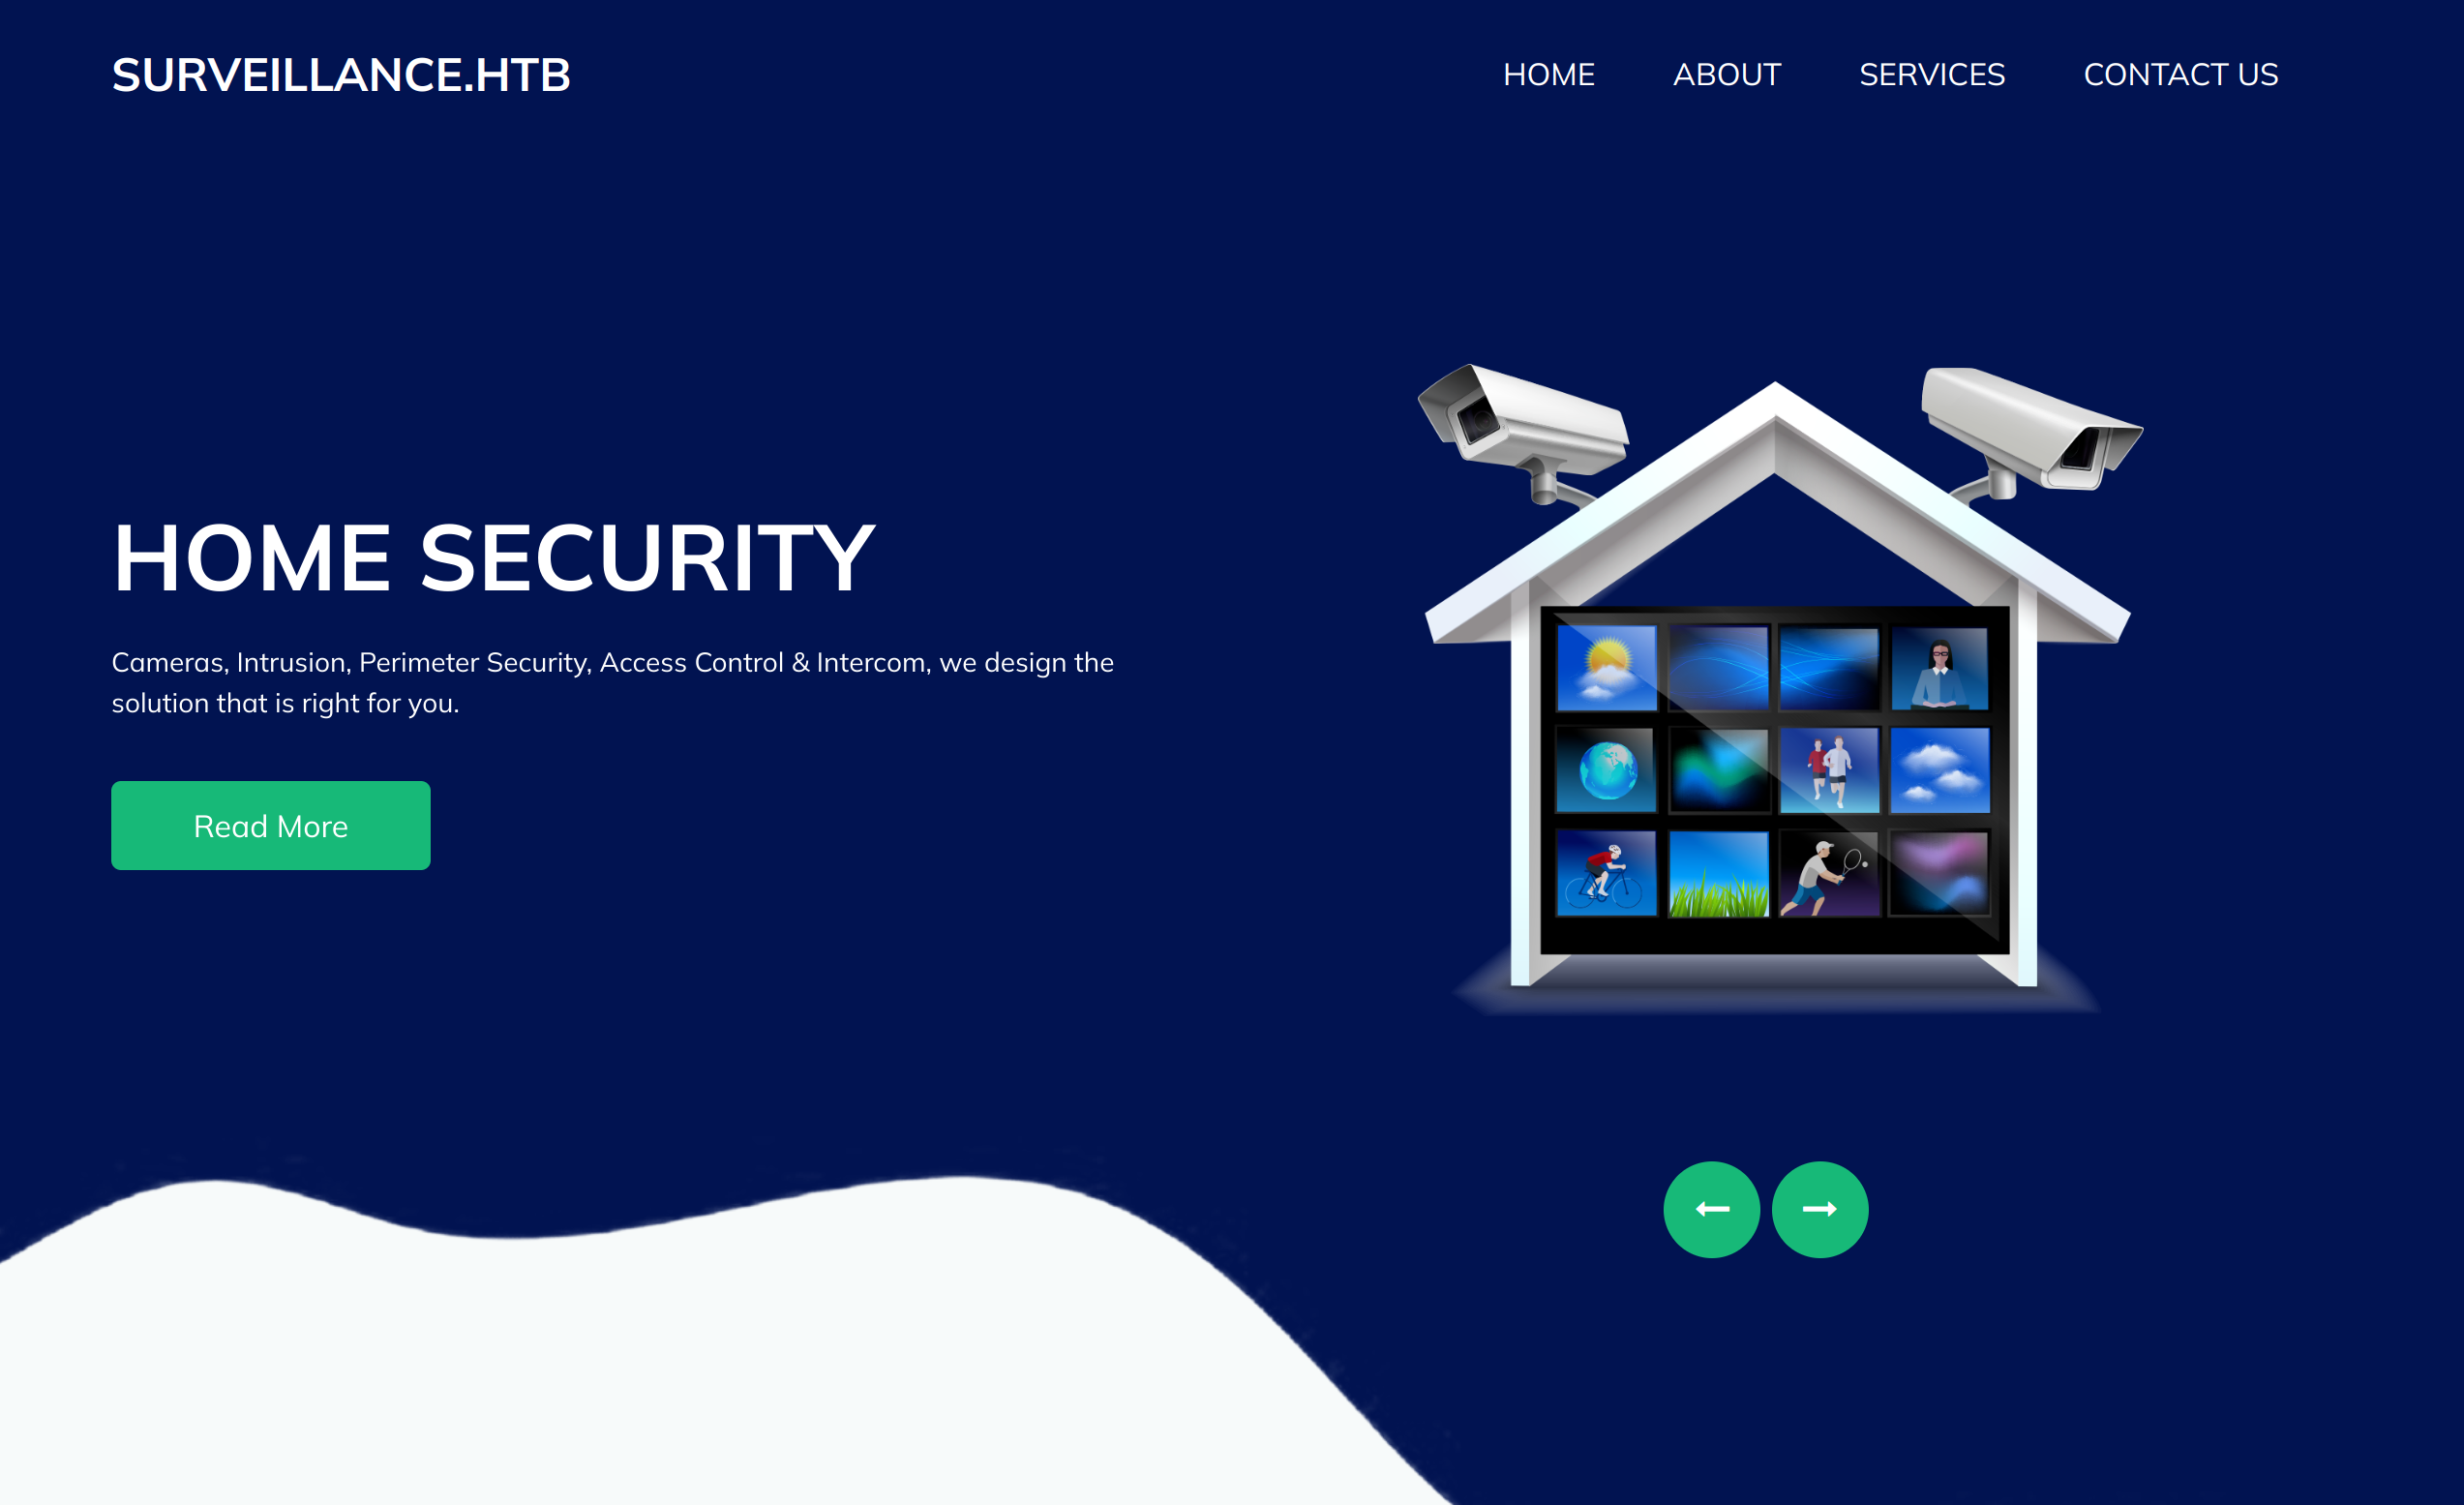 SURVEILLANCE.HTB
HOME
ABOUT
SERVICES
CONTACT US
HOME SECURITY
Cameras, Intrusion, Perimeter Security, Access Control & Intercom, we design the
solution that is right for you.
Read More